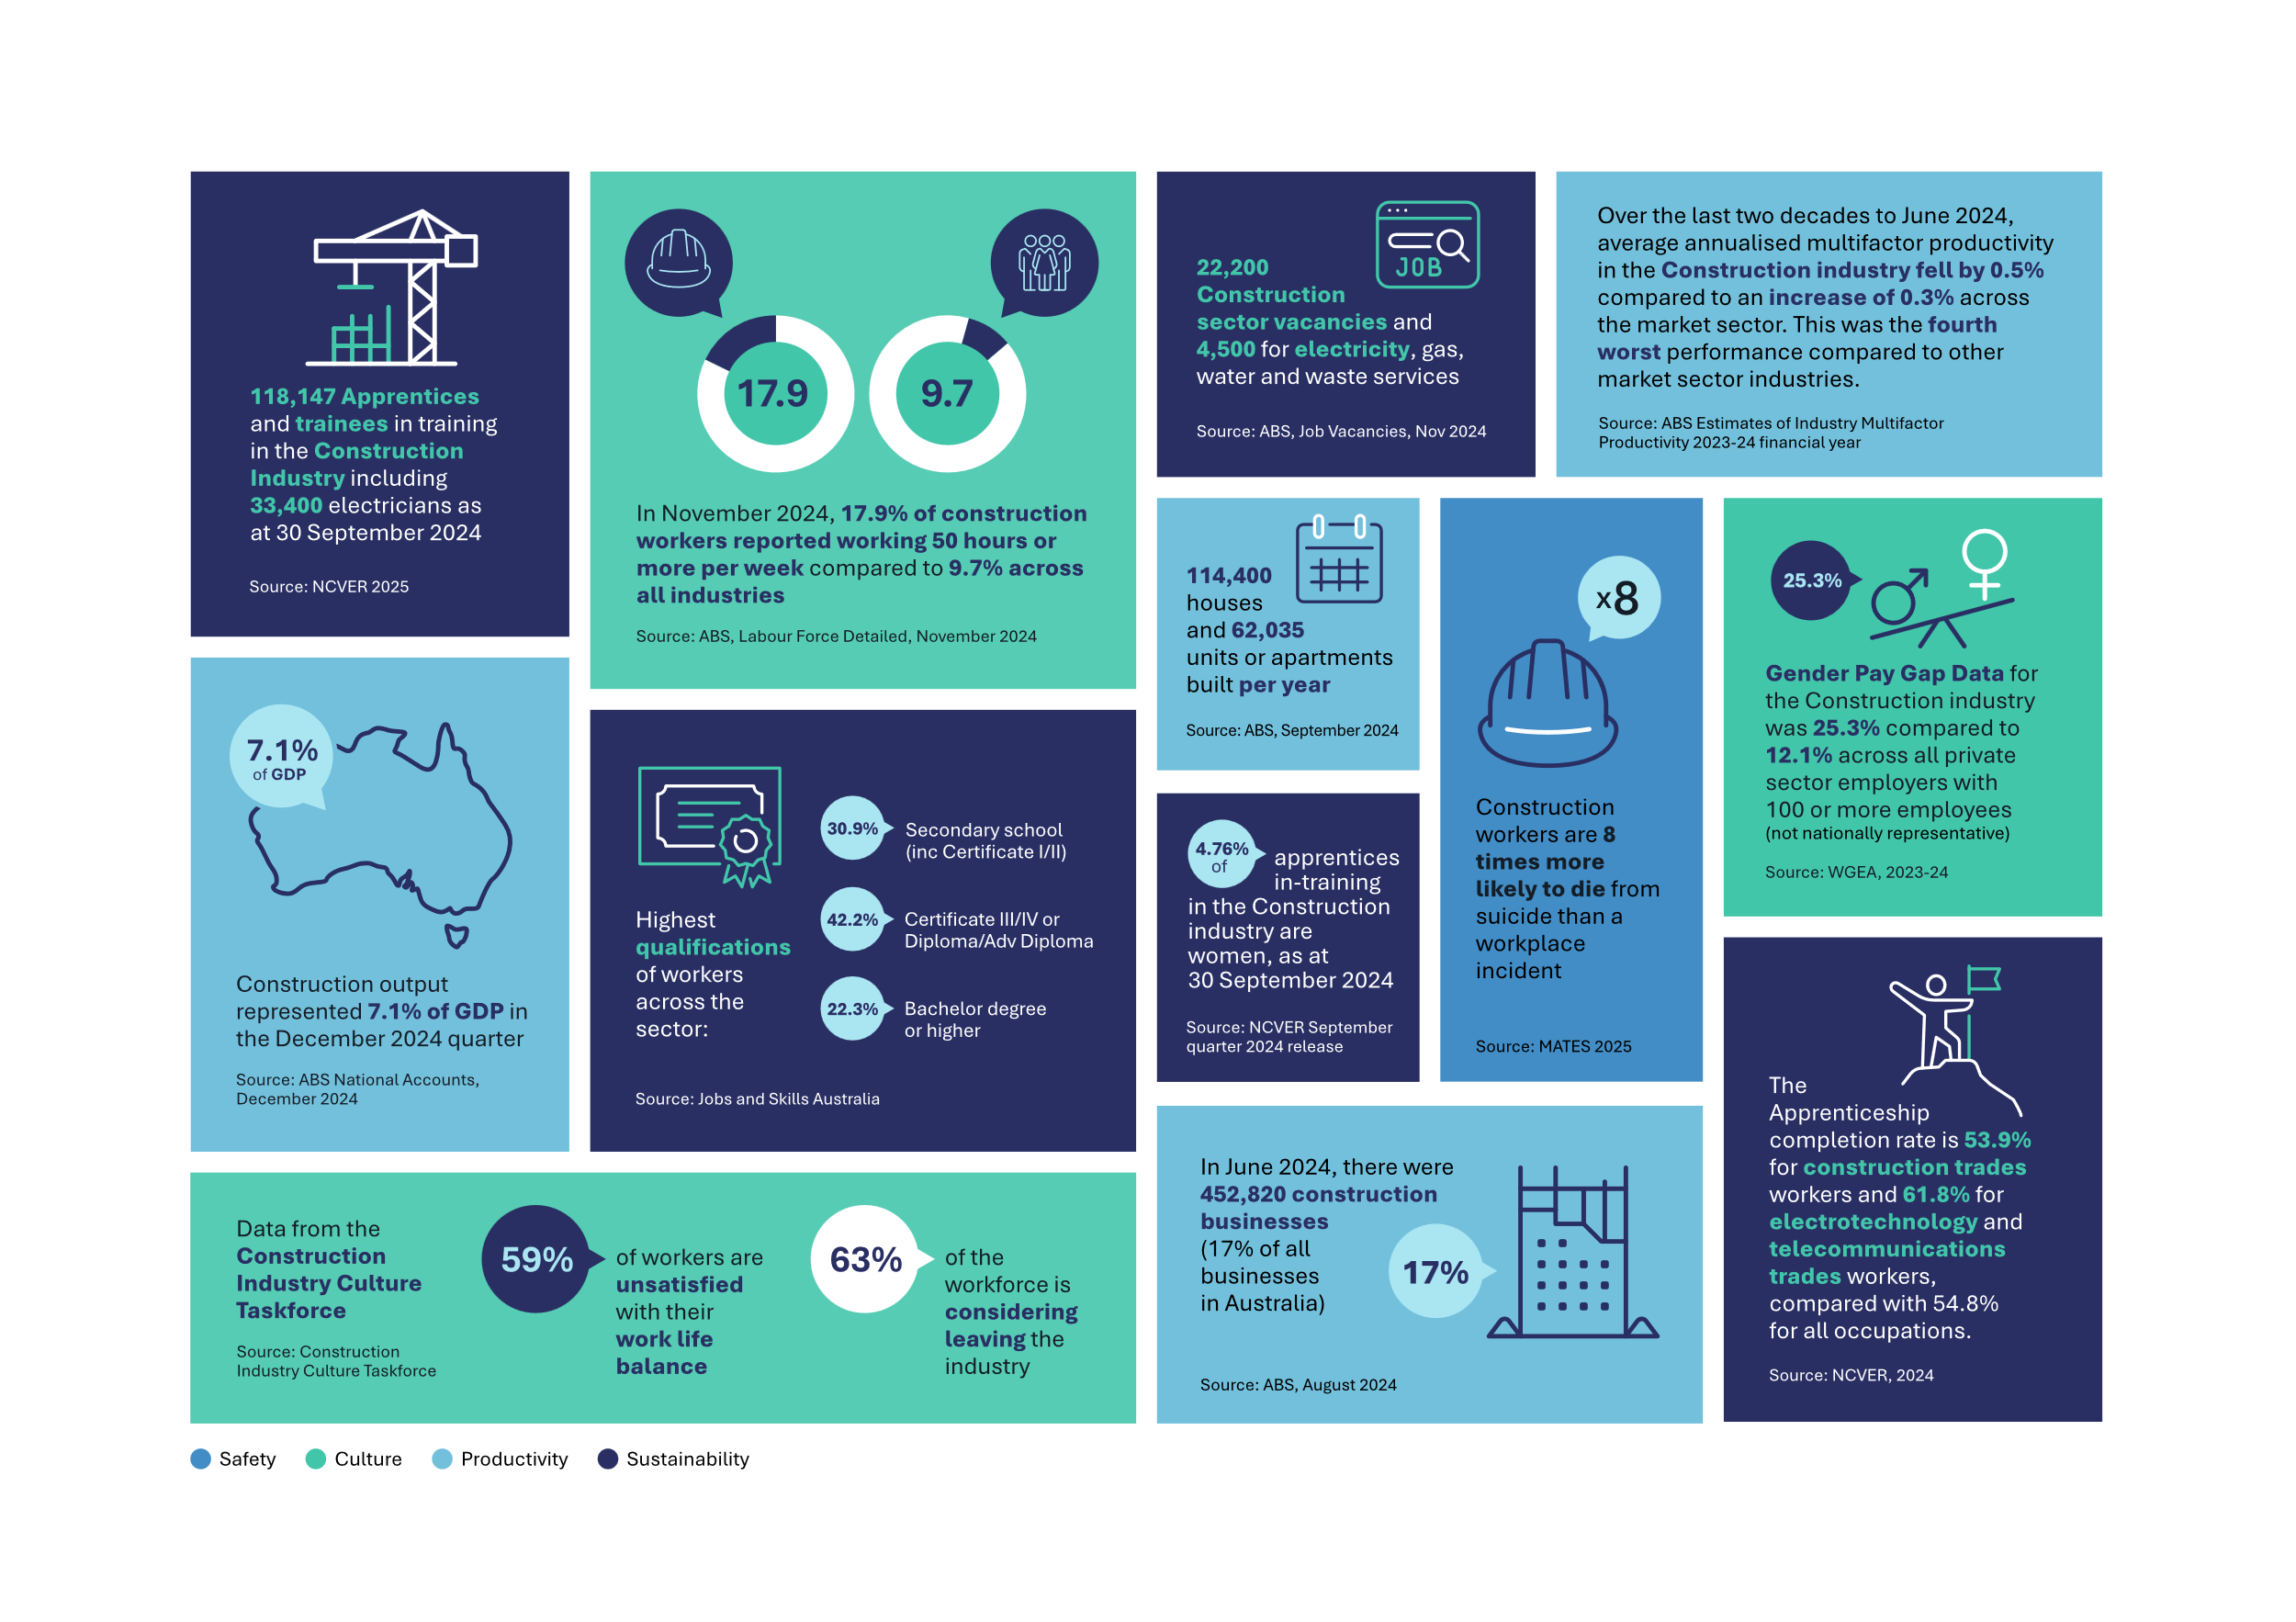 118,147 Apprentices
and trainees in training
in the Construction
Industry including
33,400 electricians as
at 30 September 2024
Source: NCVER 2025
17.9
9.7
In November 2024, 17.9% of construction
workers reported working 50 hours or
more per week compared to 9.7% across
all industries
Source: ABS, Labour Force Detailed, November 2024
JOB
22,200
Construction
sector vacancies and
4,500 for electricity, gas,
water and waste services
Source: ABS, Job Vacancies, Nov 2024
Over the last two decades to June 2024,
average annualised multifactor productivity
in the Construction industry fell by 0.5%
compared to an increase of 0.3% across
the market sector. This was the fourth
worst performance compared to other
market sector industries.
Source: ABS Estimates of Industry Multifactor
Productivity 2023-24 financial year
7.1%
of GDP
Construction output
represented 7.1% of GDP in
the December 2024 quarter
Source: ABS National Accounts,
December 2024
Highest
qualifications
of workers
across the
sector:
30.9%
Secondary school
(inc Certificate I/II)
42.2%
Certificate III/IV or
Diploma/Adv Diploma
22.3%
Bachelor degree
or higher
Source: Jobs and Skills Australia
114,400
houses
and 62,035
units or apartments
built per year
Source: ABS, September 2024
4.76%
of
apprentices
in-training
in the Construction
industry are
women, as at
30 September 2024
Source: NCVER September
quarter 2024 release
x8
Construction
workers are 8
times more
likely to die from
suicide than a
workplace
incident
Source: MATES 2025
25.3%
Gender Pay Gap Data for
the Construction industry
was 25.3% compared to
12.1% across all private
sector employers with
100 or more employees
(not nationally representative)
Source: WGEA, 2023-24
Data from the
Construction
Industry Culture
Taskforce
Source: Construction
Industry Culture Taskforce
59%
of workers are
unsatisfied
with their
work life
balance
63%
of the
workforce is
considering
leaving the
industry
In June 2024, there were
452,820 construction
businesses
(17% of all
businesses
in Australia)
17%
Source: ABS, August 2024
The
Apprenticeship
completion rate is 53.9%
for construction trades
workers and 61.8% for
electrotechnology and
telecommunications
trades workers,
compared with 54.8%
for all occupations.
Source: NCVER, 2024
Safety
Culture
Productivity
Sustainability